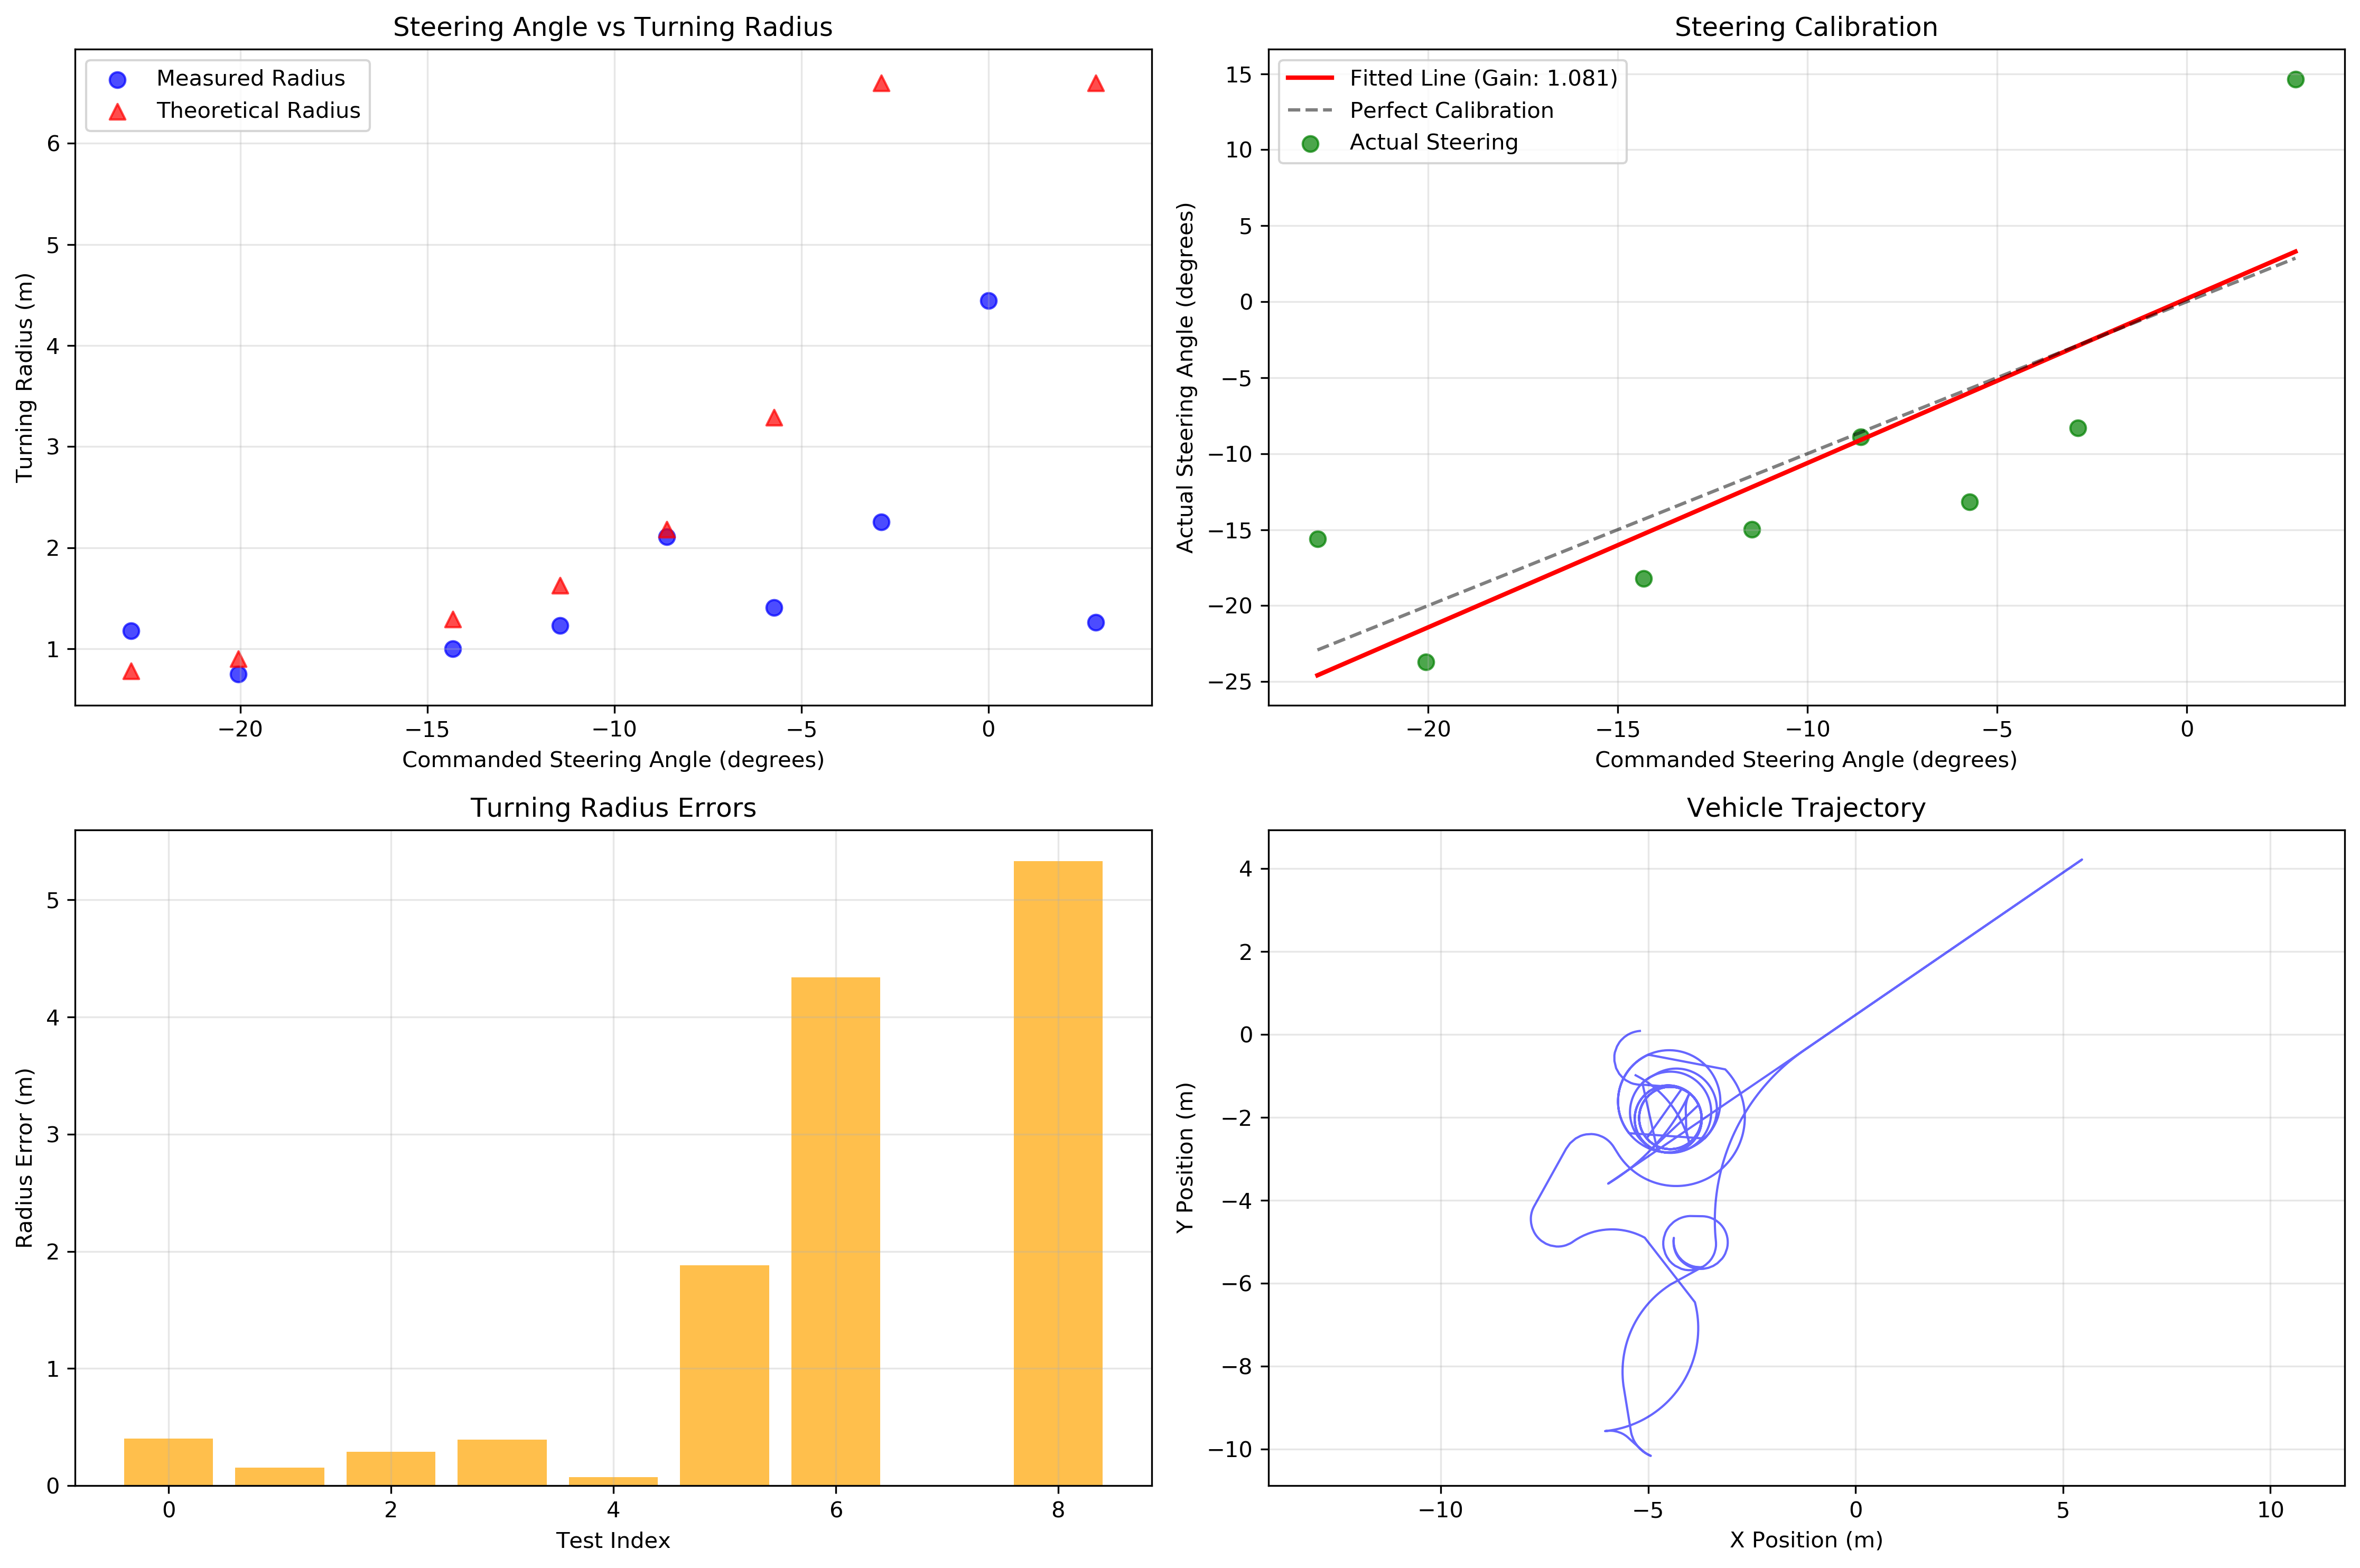 Steering Angle vs Turning Radius
Measured Radius
Theoretical Radius
6
5
4
3
2
1
Turning Radius (m)
−20
−15
−10
−5
0
Commanded Steering Angle (degrees)
Steering Calibration
Fitted Line (Gain: 1.081)
Perfect Calibration
Actual Steering
15
10
5
0
−5
−10
−15
−20
−25
Actual Steering Angle (degrees)
−20
−15
−10
−5
0
Commanded Steering Angle (degrees)
Turning Radius Errors
5
4
3
2
1
0
Radius Error (m)
0
2
4
6
8
Test Index
Vehicle Trajectory
4
2
0
−2
−4
−6
−8
−10
Y Position (m)
−10
−5
0
5
10
X Position (m)